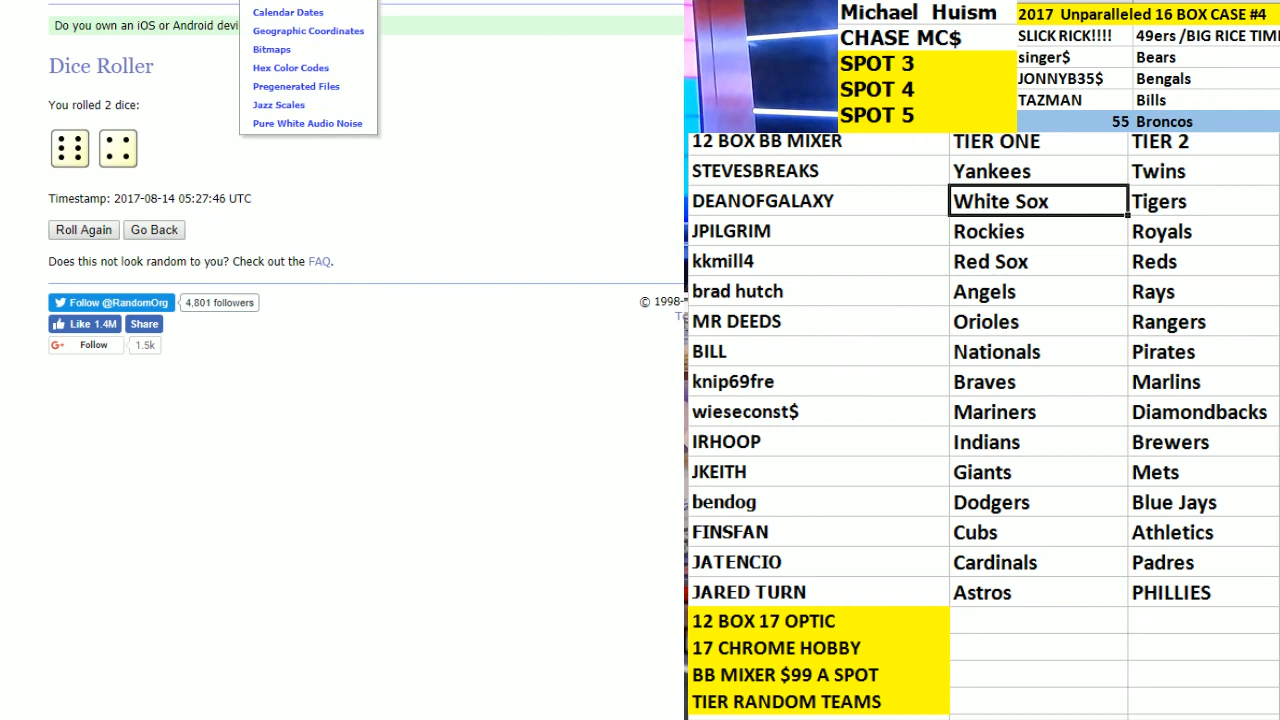 Calendar Dates
Geographic Coordinates
Bitmaps
Hex Color Codes
Pregenerated Files
Jazz Scales
Pure White Audio Noise
Do you own an iOS or Android devi
Dice Roller
You rolled 2 dice:
Timestamp: 2017-08-14 05:27:46 UTC
Roll Again Go Back
Does this not look random to you? Check out the FAQ.
Follow @RandomOrg 4,801 followers
Like 1.4M Share
G+ Follow 1.5k
© 1998-
Michael Huism
CHASE MC$
SPOT 3
SPOT 4
SPOT 5
2017 Unparalleled 16 BOX CASE #4
SLICK RICK!!!! 49ers /BIG RICE TIM
singer$ Bears
JONNYB35$ Bengals
TAZMAN Bills
55 Broncos
12 BOX BB MIXER TIER ONE TIER 2
STEVESBREAKS Yankees Twins
DEANOFGALAXY White Sox Tigers
JPILGRIM Rockies Royals
kkmill4 Red Sox Reds
brad hutch Angels Rays
MR DEEDS Orioles Rangers
BILL Nationals Pirates
knip69fre Braves Marlins
wieseconst$ Mariners Diamondbacks
IRHOOP Indians Brewers
JKEITH Giants Mets
bendog Dodgers Blue Jays
FINSFAN Cubs Athletics
JATENCIO Cardinals Padres
JARED TURN Astros PHILLIES
12 BOX 17 OPTIC
17 CHROME HOBBY
BB MIXER $99 A SPOT
TIER RANDOM TEAMS